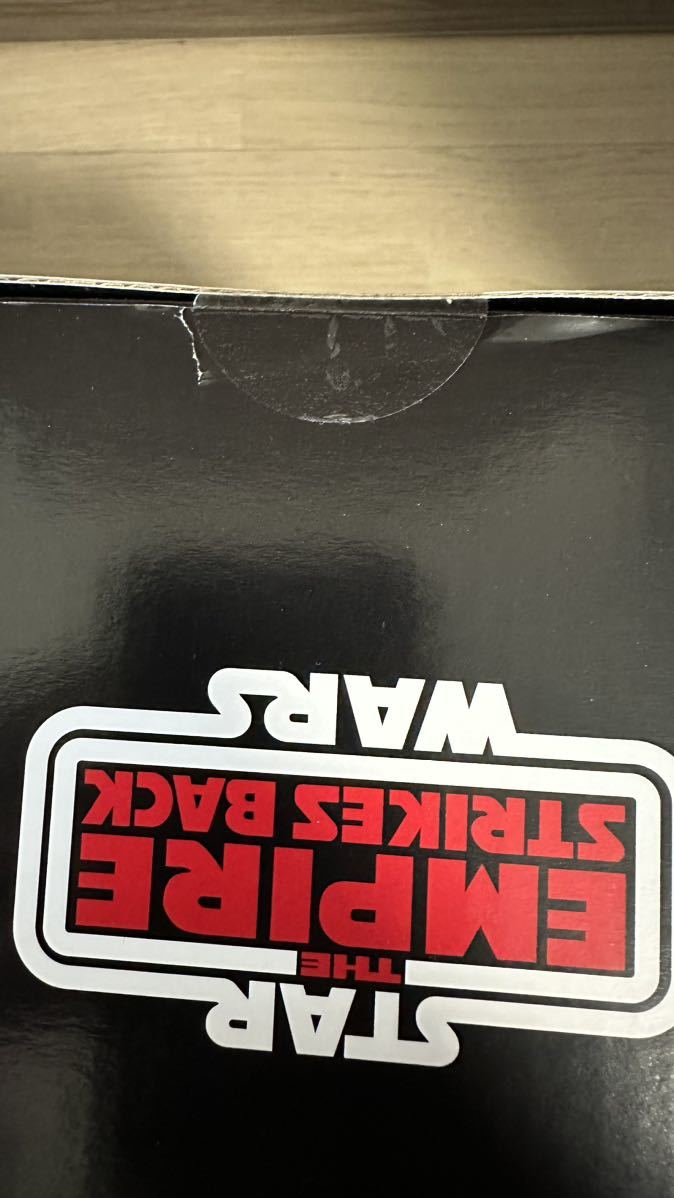 STAR
THE
EMPIRE
STRIKES BACK
WARS